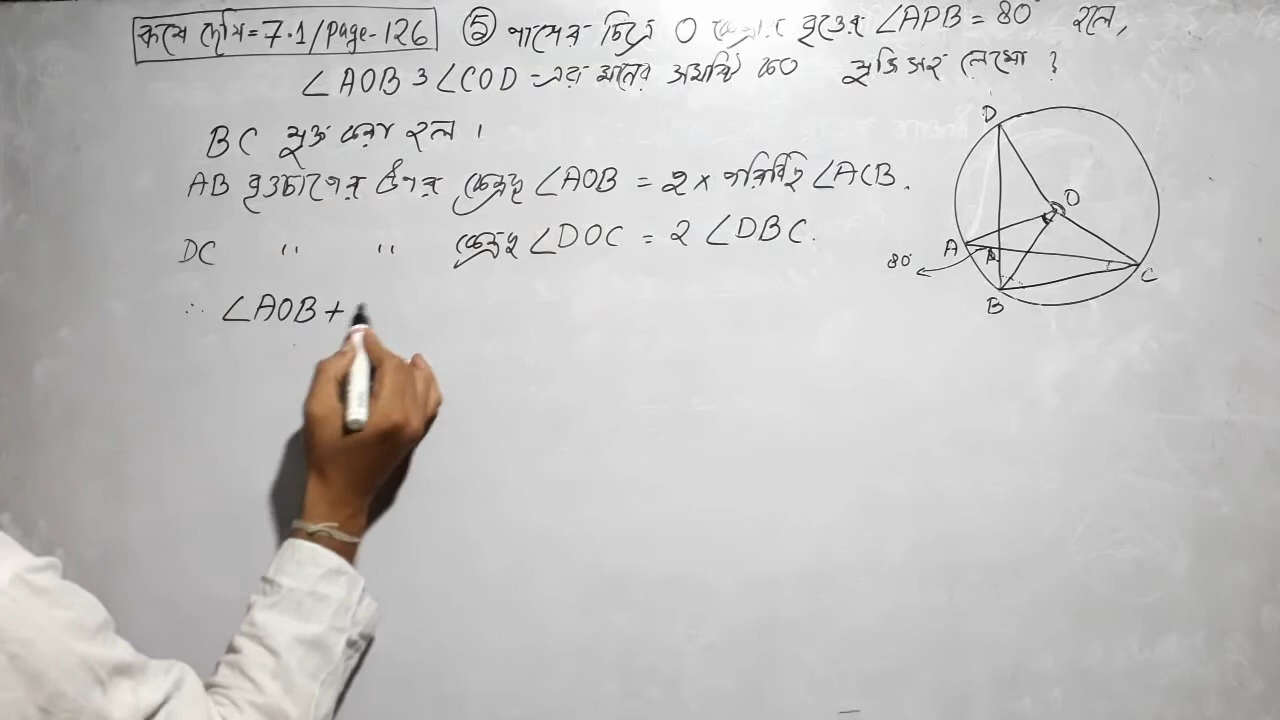 কষে দেখি = 7.1/Page-126 ⑤ পাশের চিত্রে O কেন্দ্রীয় বৃত্তের ∠APB = 80° হলে,
∠AOB ও ∠COD -এর মানের সমষ্টি কত যুক্তিসহ লেখো ?
BC যুক্ত করা হল ।
AB বৃত্তচাপের উপর কেন্দ্রস্থ ∠AOB = 2 × পরিধিস্থ ∠ACB.
DC " " কেন্দ্রস্থ ∠DOC = 2 ∠DBC.
∴ ∠AOB +
D
O
A
P
80°
B
C